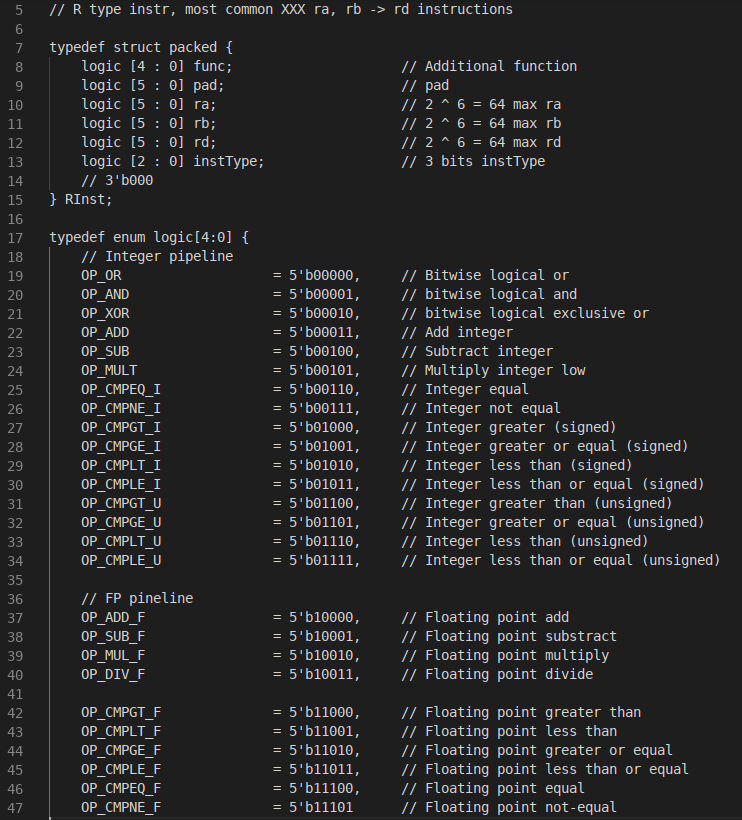 5 // R type instr, most common XXX ra, rb -> rd instructions
6
7 typedef struct packed {
8     logic [4 : 0] func;                     // Additional function
9     logic [5 : 0] pad;                      // pad
10     logic [5 : 0] ra;                       // 2 ^ 6 = 64 max ra
11     logic [5 : 0] rb;                       // 2 ^ 6 = 64 max rb
12     logic [5 : 0] rd;                       // 2 ^ 6 = 64 max rd
13     logic [2 : 0] instType;                 // 3 bits instType
14     // 3'b000
15 } RInst;
16
17 typedef enum logic[4:0] {
18     // Integer pipeline
19     OP_OR                   = 5'b00000,     // Bitwise logical or
20     OP_AND                  = 5'b00001,     // bitwise logical and
21     OP_XOR                  = 5'b00010,     // bitwise logical exclusive or
22     OP_ADD                  = 5'b00011,     // Add integer
23     OP_SUB                  = 5'b00100,     // Subtract integer
24     OP_MULT                 = 5'b00101,     // Multiply integer low
25     OP_CMPEQ_I              = 5'b00110,     // Integer equal
26     OP_CMPNE_I              = 5'b00111,     // Integer not equal
27     OP_CMPGT_I              = 5'b01000,     // Integer greater (signed)
28     OP_CMPGE_I              = 5'b01001,     // Integer greater or equal (signed)
29     OP_CMPLT_I              = 5'b01010,     // Integer less than (signed)
30     OP_CMPLE_I              = 5'b01011,     // Integer less than or equal (signed)
31     OP_CMPGT_U              = 5'b01100,     // Integer greater than (unsigned)
32     OP_CMPGE_U              = 5'b01101,     // Integer greater or equal (unsigned)
33     OP_CMPLT_U              = 5'b01110,     // Integer less than (unsigned)
34     OP_CMPLE_U              = 5'b01111,     // Integer less than or equal (unsigned)
35
36     // FP pineline
37     OP_ADD_F                = 5'b10000,     // Floating point add
38     OP_SUB_F                = 5'b10001,     // Floating point substract
39     OP_MUL_F                = 5'b10010,     // Floating point multiply
40     OP_DIV_F                = 5'b10011,     // Floating point divide
41
42     OP_CMPGT_F              = 5'b11000,     // Floating point greater than
43     OP_CMPLT_F              = 5'b11001,     // Floating point less than
44     OP_CMPGE_F              = 5'b11010,     // Floating point greater or equal
45     OP_CMPLE_F              = 5'b11011,     // Floating point less than or equal
46     OP_CMPEQ_F              = 5'b11100,     // Floating point equal
47     OP_CMPNE_F              = 5'b11101      // Floating point not-equal